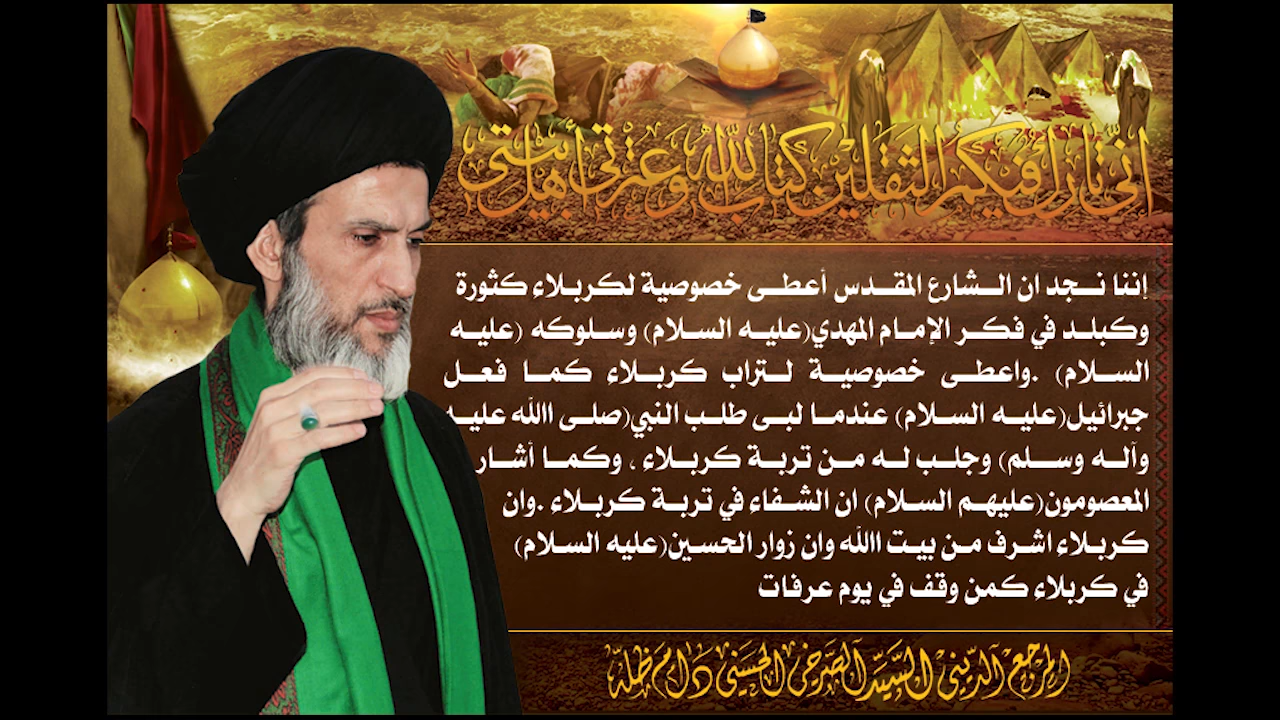 إني تارك فيكم الثقلين كتاب الله وعترتي أهل بيتي
إننا نجد ان الشارع المقدس أعطى خصوصية لكربلاء كثورة
وكبلد في فكر الإمام المهدي(عليه السلام) وسلوكه (عليه
السلام) .واعطى خصوصية لتراب كربلاء كما فعل
جبرائيل(عليه السلام) عندما لبى طلب النبي(صلى االله عليه
وآله وسلم) وجلب له من تربة كربلاء ، وكما أشار
المعصومون(عليهم السلام) ان الشفاء في تربة كربلاء .وان
كربلاء اشرف من بيت االله وان زوار الحسين(عليه السلام)
في كربلاء كمن وقف في يوم عرفات
المرجع الديني السيد الصرخي الحسني دام ظله